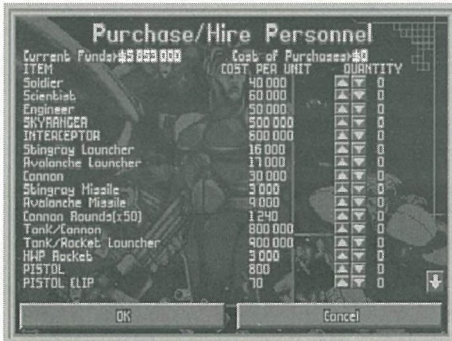 Purchase/Hire Personnel
Current Funds>$5 853 000 Cost of Purchases>$0
ITEM COST PER UNIT QUANTITY
Soldier 40 000 0
Scientist 60 000 0
Engineer 50 000 0
SKYRANGER 500 000 0
INTERCEPTOR 600 000 0
Stingray Launcher 16 000 0
Avalanche Launcher 17 000 0
Cannon 30 000 0
Stingray Missile 3 000 0
Avalanche Missile 9 000 0
Cannon Rounds(x50) 1 240 0
Tank/Cannon 800 000 0
Tank/Rocket Launcher 900 000 0
HWP Rocket 3 000 0
PISTOL 800 0
PISTOL CLIP 70 0
OK Cancel